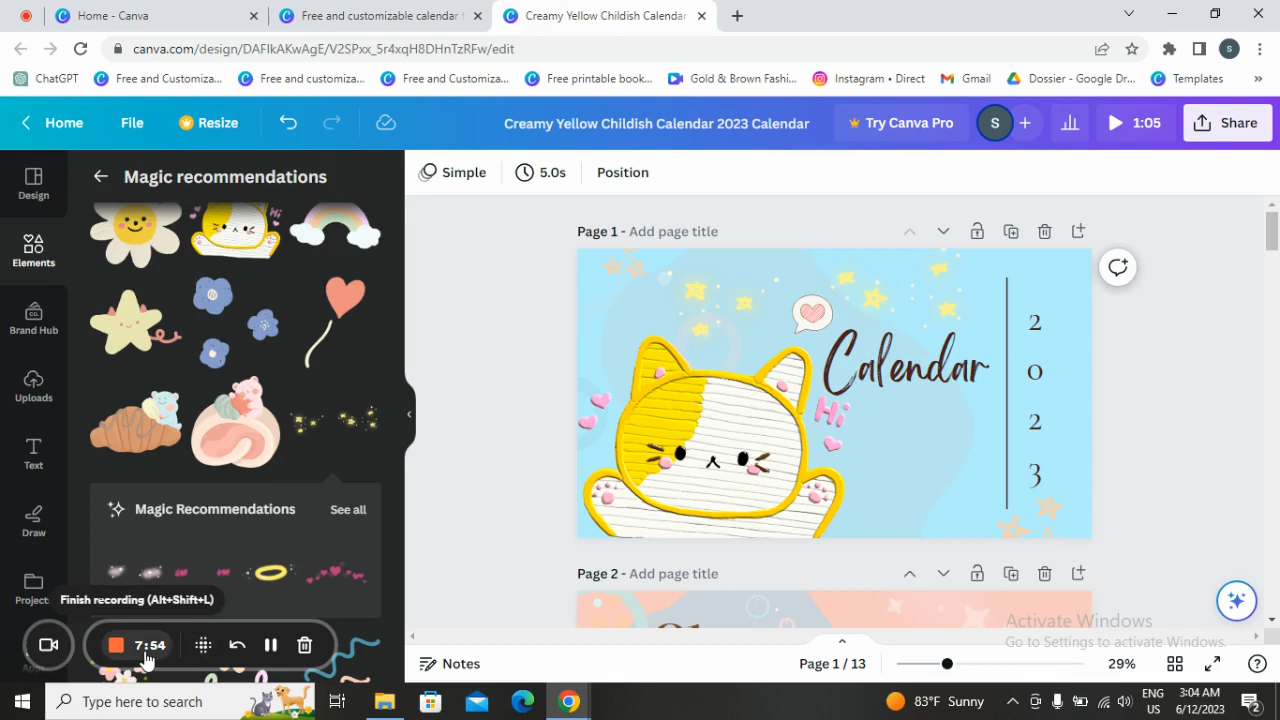 Home - Canva
Free and customizable calendar t
Creamy Yellow Childish Calendar
canva.com/design/DAFlkAKwAgE/V2SPxx_5r4xqH8DHnTzRFw/edit
S
ChatGPT
Free and Customiza...
Free and customiza...
Free and Customiza...
Free printable book...
Gold & Brown Fashi...
Instagram • Direct
Gmail
Dossier - Google Dr...
Templates
»
Home
File
Resize
Creamy Yellow Childish Calendar 2023 Calendar
Try Canva Pro
S
1:05
Share
Design
Elements
Brand Hub
Uploads
Text
Draw
Projects
Magic recommendations
Hi
Magic Recommendations
See all
Finish recording (Alt+Shift+L)
7:54
Simple
5.0s
Position
Page 1 - Add page title
Calendar
Hi
2
0
2
3
Page 2 - Add page title
Activate Windows
Go to Settings to activate Windows.
Notes
Page 1 / 13
29%
Type here to search
83°F Sunny
ENG
US
3:04 AM
6/12/2023
2